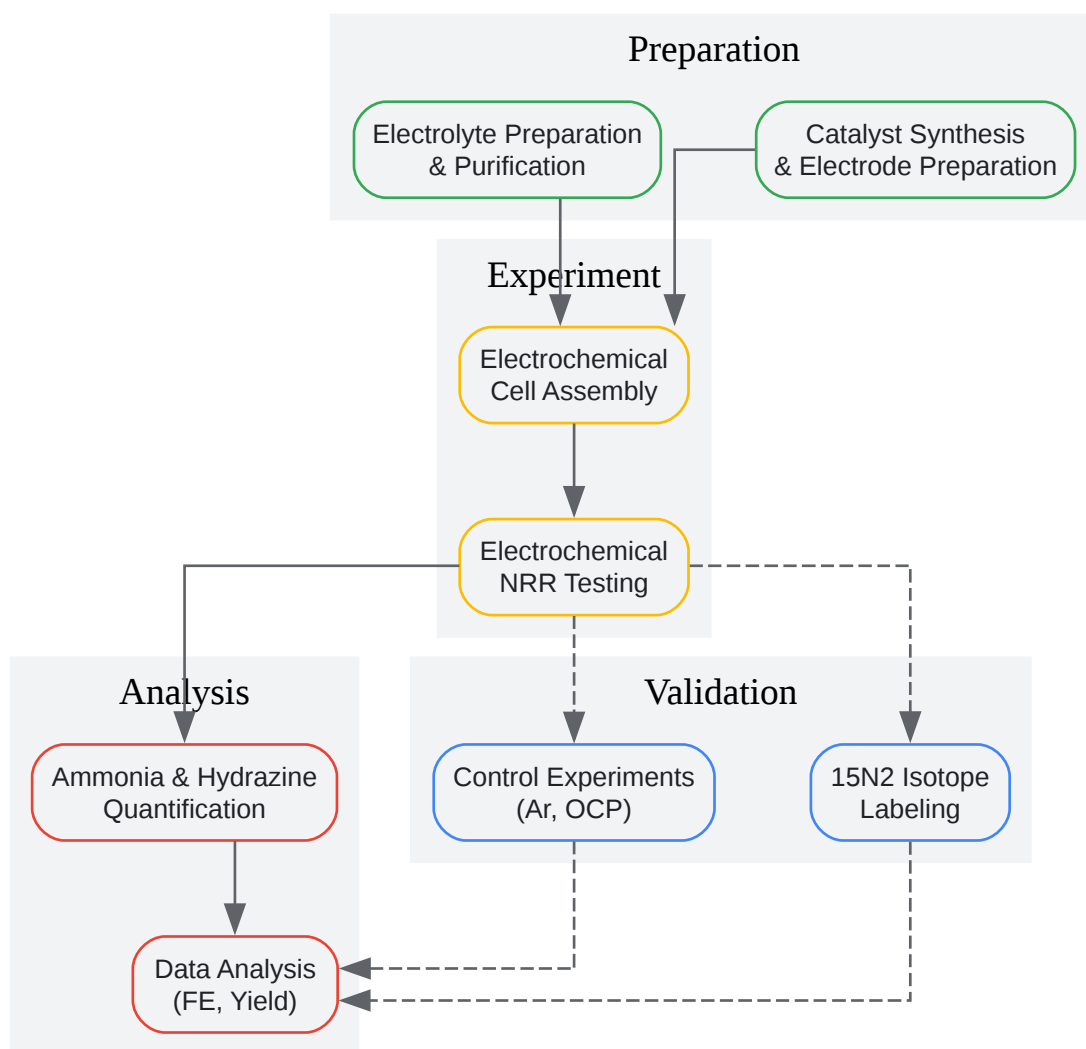 Preparation
Electrolyte Preparation
& Purification
Catalyst Synthesis
& Electrode Preparation
Experiment
Electrochemical
Cell Assembly
Electrochemical
NRR Testing
Analysis
Ammonia & Hydrazine
Quantification
Data Analysis
(FE, Yield)
Validation
Control Experiments
(Ar, OCP)
15N2 Isotope
Labeling